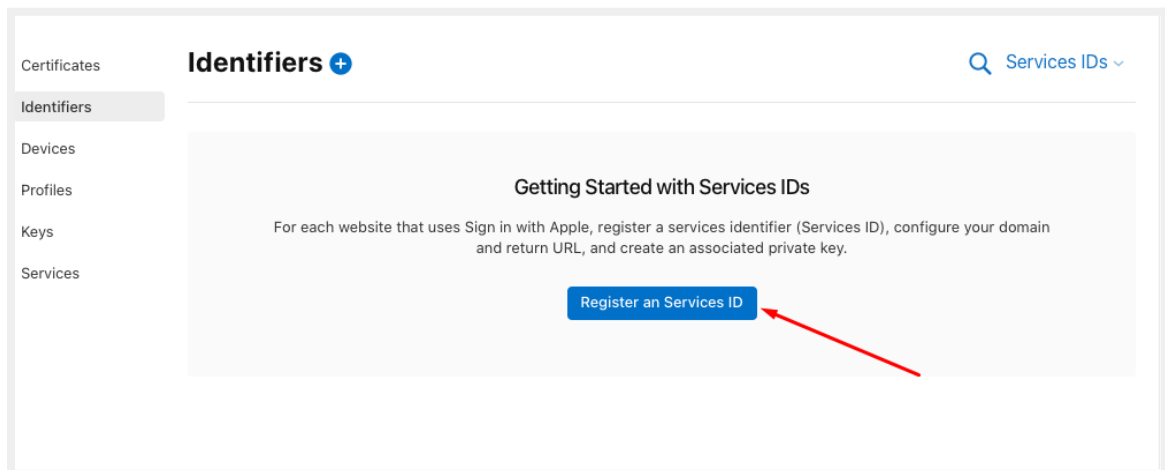 Certificates
Identifiers
Devices
Profiles
Keys
Services
Identifiers
Services IDs
Getting Started with Services IDs
For each website that uses Sign in with Apple, register a services identifier (Services ID), configure your domain
and return URL, and create an associated private key.
Register an Services ID